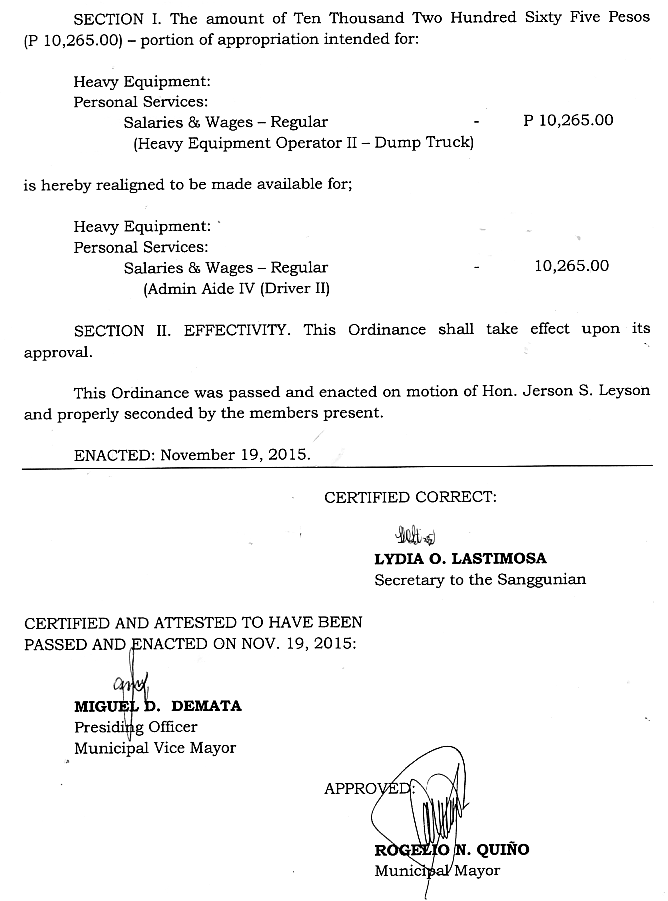 SECTION I. The amount of Ten Thousand Two Hundred Sixty Five Pesos
(P 10,265.00) – portion of appropriation intended for:
Heavy Equipment:
Personal Services:
Salaries & Wages – Regular - P 10,265.00
(Heavy Equipment Operator II – Dump Truck)
is hereby realigned to be made available for;
Heavy Equipment:
Personal Services:
Salaries & Wages – Regular - 10,265.00
(Admin Aide IV (Driver II)
SECTION II. EFFECTIVITY. This Ordinance shall take effect upon its
approval.
This Ordinance was passed and enacted on motion of Hon. Jerson S. Leyson
and properly seconded by the members present.
ENACTED: November 19, 2015.
CERTIFIED CORRECT:
LYDIA O. LASTIMOSA
Secretary to the Sanggunian
CERTIFIED AND ATTESTED TO HAVE BEEN
PASSED AND ENACTED ON NOV. 19, 2015:
MIGUEL D. DEMATA
Presiding Officer
Municipal Vice Mayor
APPROVED:
ROGELIO N. QUIÑO
Municipal Mayor